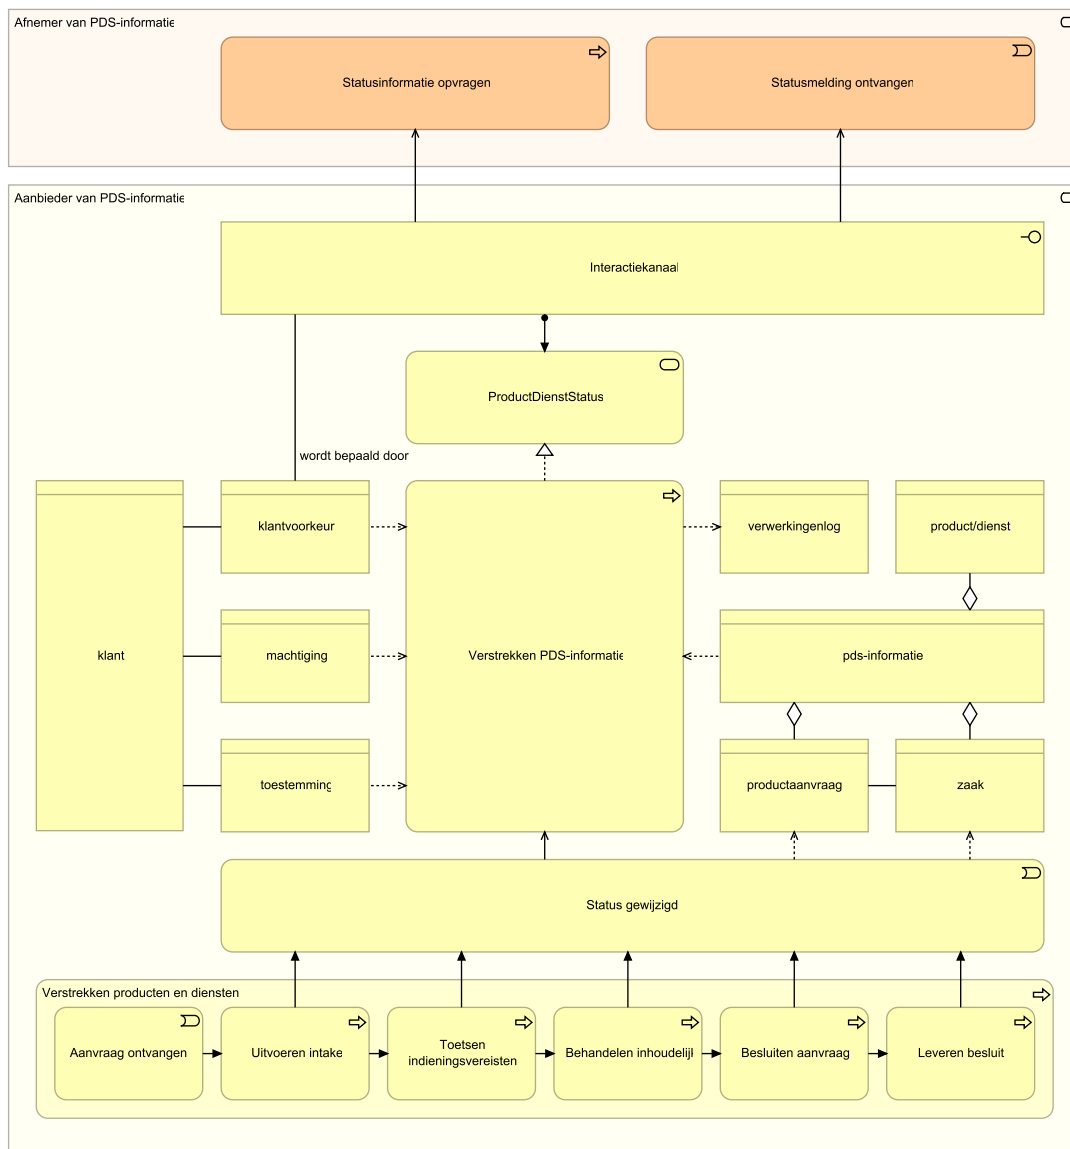 Afnemer van PDS-informatie
Statusinformatie opvragen
Statusmelding ontvangen
Aanbieder van PDS-informatie
Interactiekanaal
ProductDienstStatus
wordt bepaald door
klant
klantvoorkeur
machtiging
toestemming
Verstrekken PDS-informatie
verwerkingenlog
product/dienst
pds-informatie
productaanvraag
zaak
Status gewijzigd
Verstrekken producten en diensten
Aanvraag ontvangen
Uitvoeren intake
Toetsen
indieningsvereisten
Behandelen inhoudelijk
Besluiten aanvraag
Leveren besluit